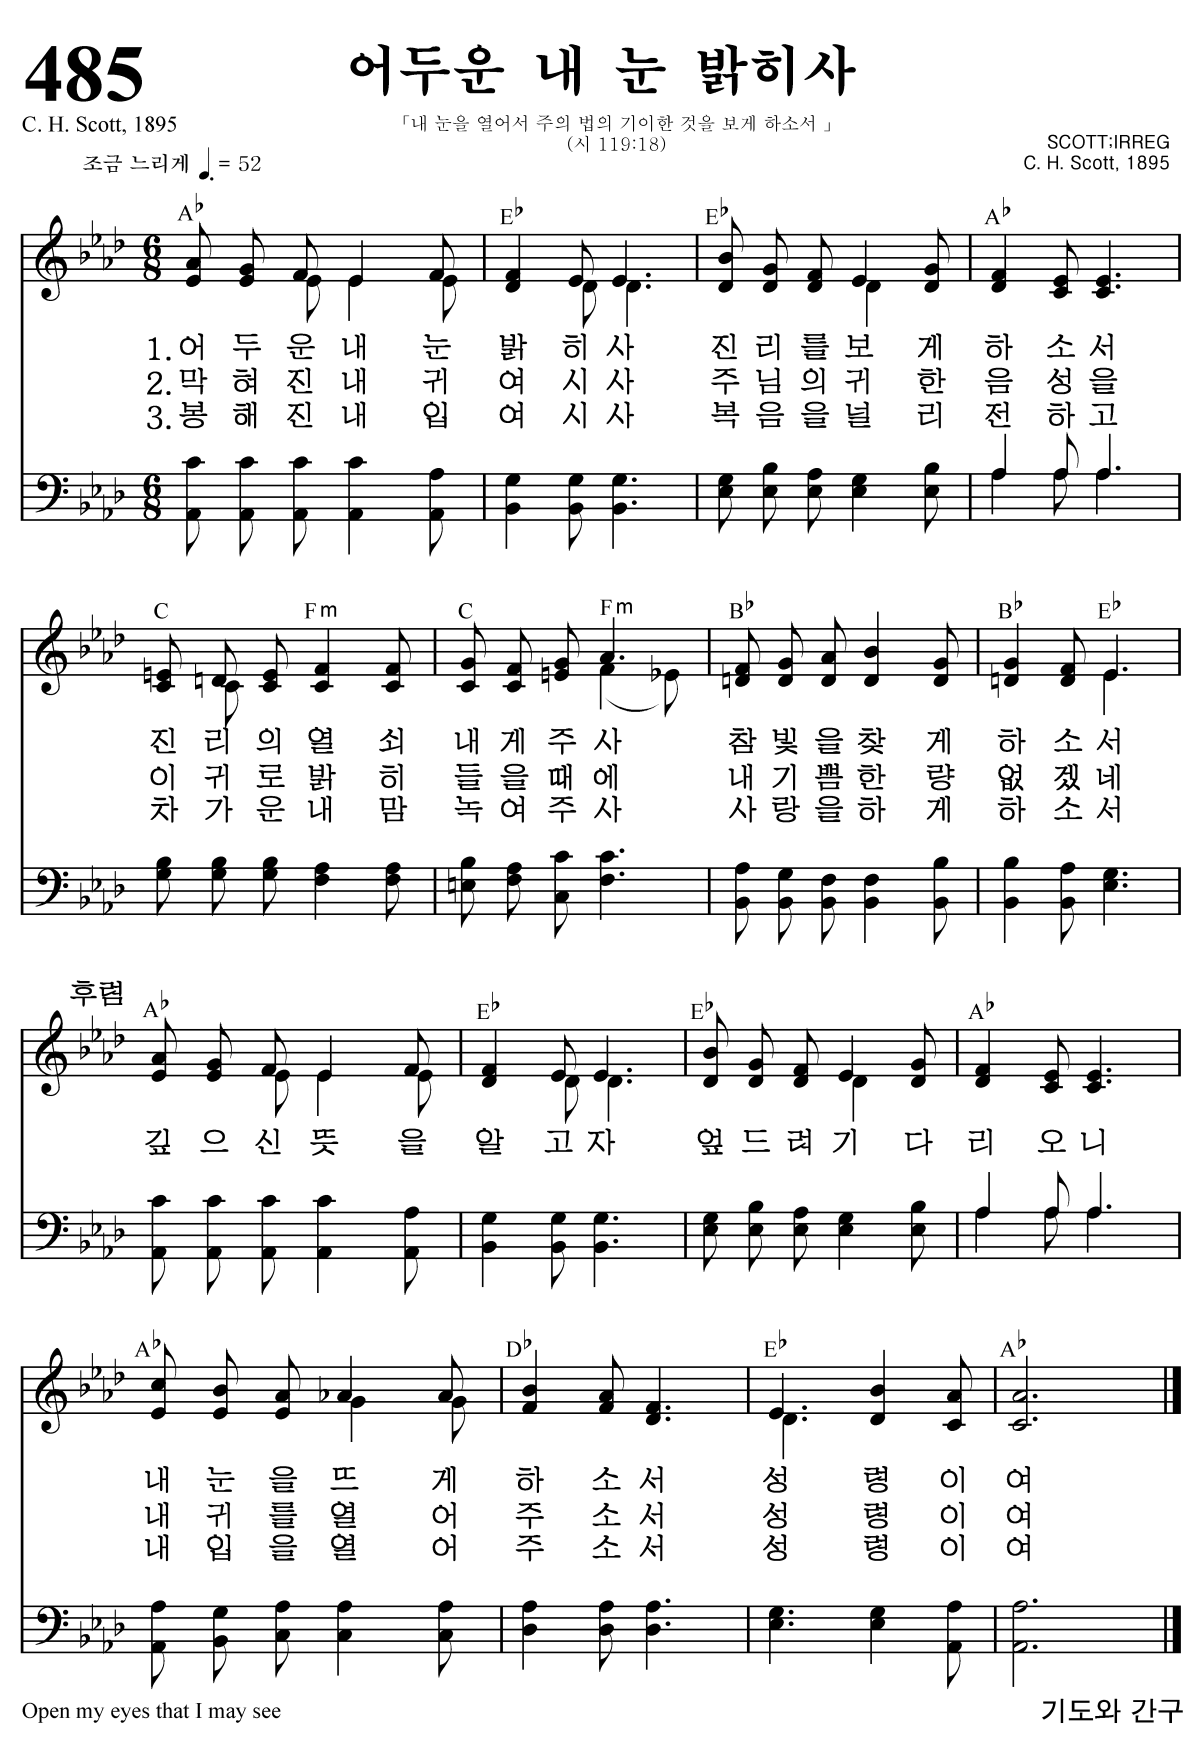 485
어두운 내 눈 밝히사
C. H. Scott, 1895
「내 눈을 열어서 주의 법의 기이한 것을 보게 하소서 」
(시 119:18)
SCOTT;IRREG
C. H. Scott, 1895
조금 느리게 ♩. = 52
A♭ E♭ E♭ A♭
6 8
1. 어 두 운 내 눈 밝 히 사 진 리 를 보 게 하 소 서
2. 막 혀 진 내 귀 여 시 사 주 님 의 귀 한 음 성 을
3. 봉 해 진 내 입 여 시 사 복 음 을 널 리 전 하 고
6 8
C Fm C Fm B♭ B♭ E♭
진 리 의 열 쇠 내 게 주 사 참 빛 을 찾 게 하 소 서
이 귀 로 밝 히 들 을 때 에 내 기 쁨 한 량 없 겠 네
차 가 운 내 맘 녹 여 주 사 사 랑 을 하 게 하 소 서
후렴
A♭ E♭ E♭ A♭
깊 으 신 뜻 을 알 고 자 엎 드 려 기 다 리 오 니
A♭ D♭ E♭ A♭
내 눈 을 뜨 게 하 소 서 성 령 이 여
내 귀 를 열 어 주 소 서 성 령 이 여
내 입 을 열 어 주 소 서 성 령 이 여
Open my eyes that I may see
기도와 간구